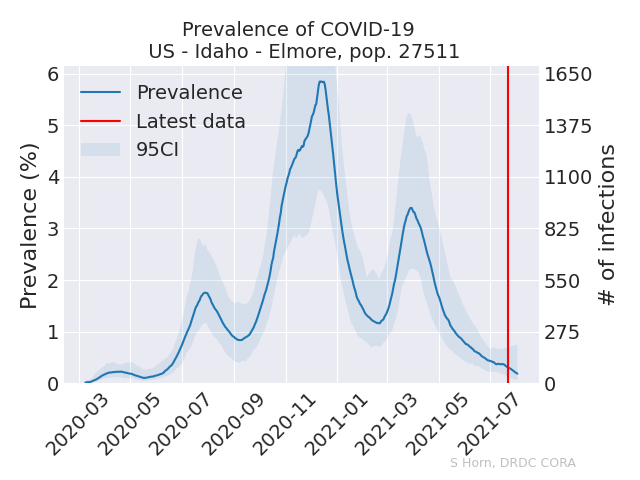 Prevalence of COVID-19
US - Idaho - Elmore, pop. 27511
Prevalence
Latest data
95CI
Prevalence (%)
6
5
4
3
2
1
0
1650
1375
1100
825
550
275
0
# of infections
2020-03
2020-05
2020-07
2020-09
2020-11
2021-01
2021-03
2021-05
2021-07
S Horn, DRDC CORA